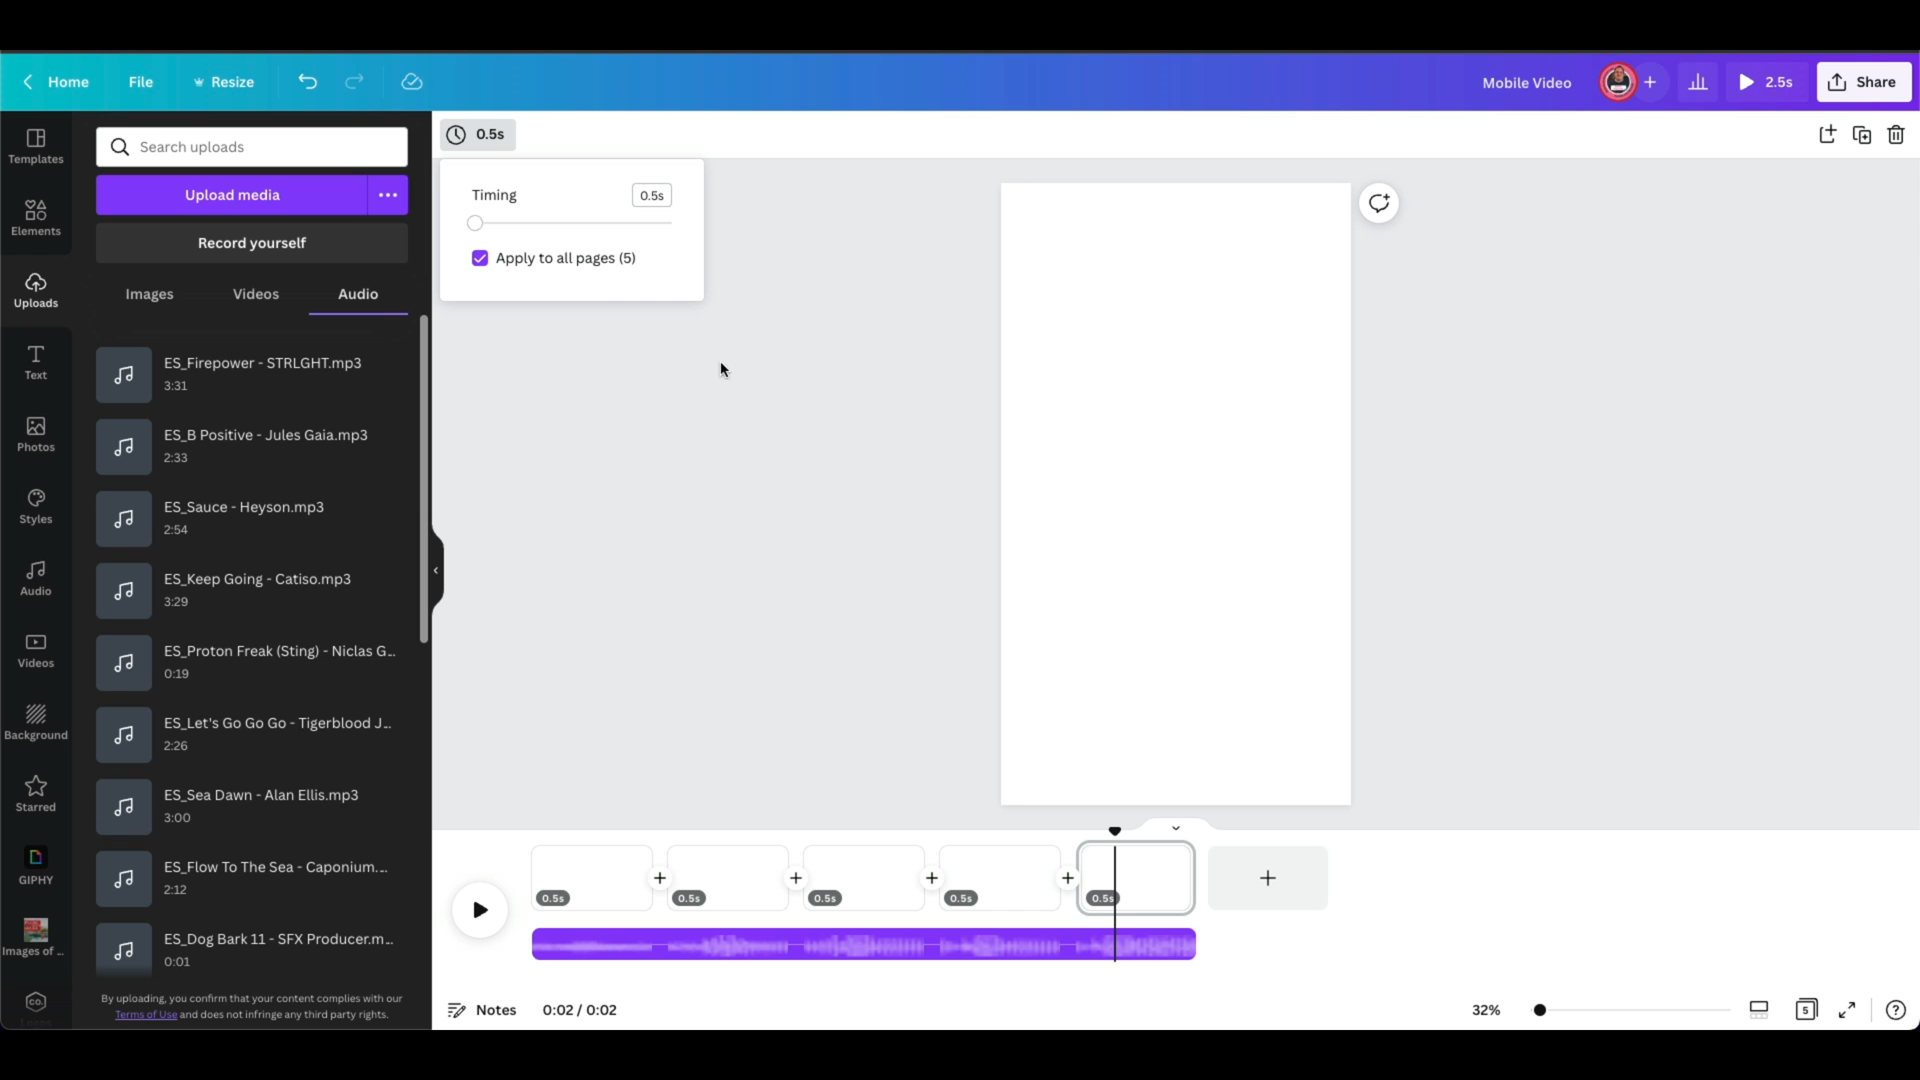 Home
File
Resize
Mobile Video
2.5s
Share
Templates
Elements
Uploads
Text
Photos
Styles
Audio
Videos
Background
Starred
GIPHY
Images of ...
co.
Search uploads
Upload media
Record yourself
Images
Videos
Audio
ES_Firepower - STRLGHT.mp3
3:31
ES_B Positive - Jules Gaia.mp3
2:33
ES_Sauce - Heyson.mp3
2:54
ES_Keep Going - Catiso.mp3
3:29
ES_Proton Freak (Sting) - Niclas G...
0:19
ES_Let's Go Go Go - Tigerblood J...
2:26
ES_Sea Dawn - Alan Ellis.mp3
3:00
ES_Flow To The Sea - Caponium....
2:12
ES_Dog Bark 11 - SFX Producer.m...
0:01
By uploading, you confirm that your content complies with our
Terms of Use and does not infringe any third party rights.
0.5s
Timing
0.5s
Apply to all pages (5)
0.5s
0.5s
0.5s
0.5s
0.5s
Notes
0:02 / 0:02
32%
5